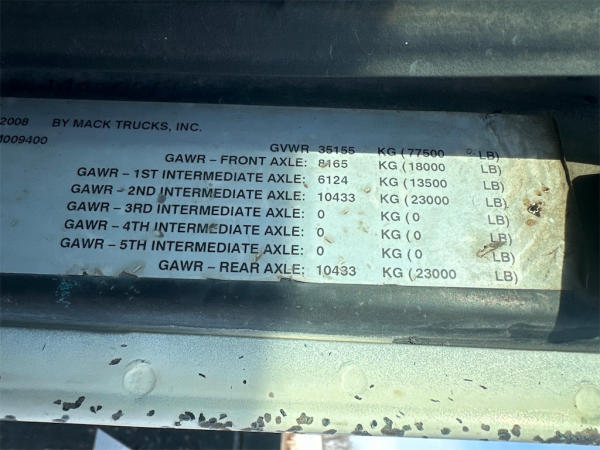 2008 BY MACK TRUCKS, INC.
009400
GVWR 35155 KG (77500 LB)
GAWR – FRONT AXLE: 8165 KG (18000 LB)
GAWR – 1ST INTERMEDIATE AXLE: 6124 KG (13500 LB)
GAWR – 2ND INTERMEDIATE AXLE: 10433 KG (23000 LB)
GAWR – 3RD INTERMEDIATE AXLE: 0 KG (0 LB)
GAWR – 4TH INTERMEDIATE AXLE: 0 KG (0 LB)
GAWR – 5TH INTERMEDIATE AXLE: 0 KG (0 LB)
GAWR – REAR AXLE: 10433 KG (23000 LB)